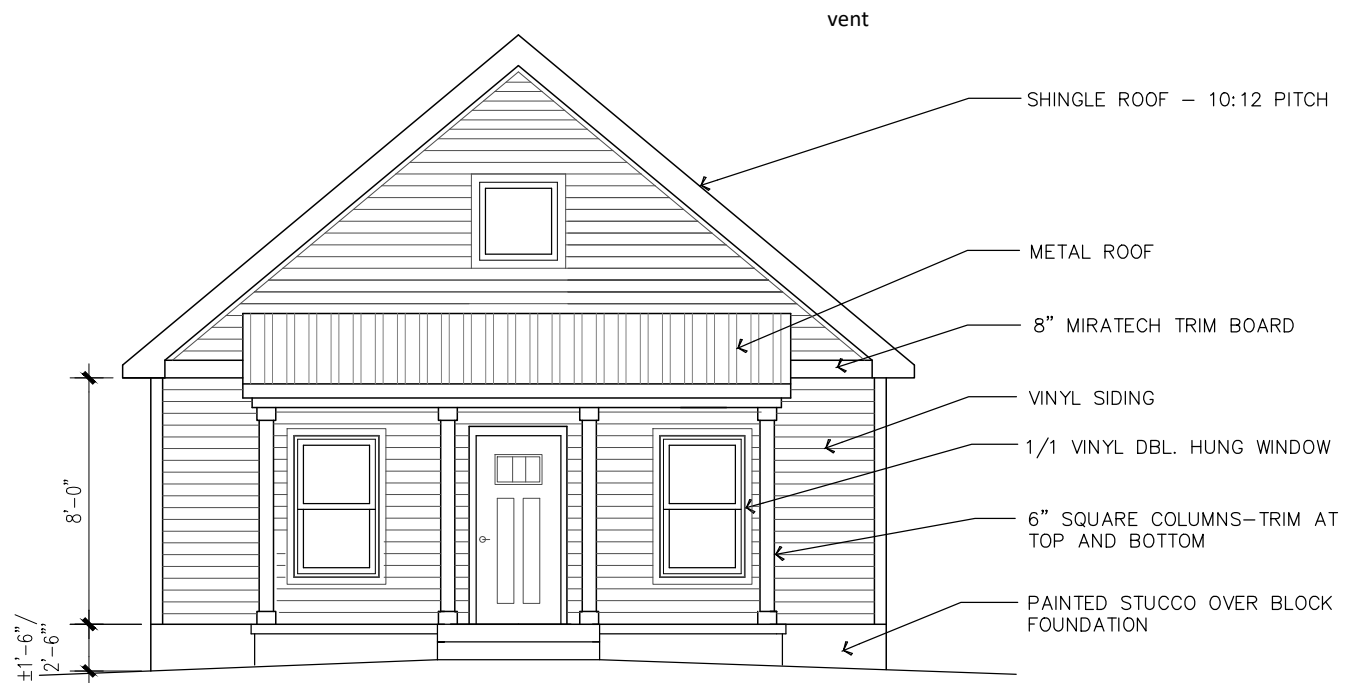 vent
SHINGLE ROOF – 10:12 PITCH
METAL ROOF
8” MIRATECH TRIM BOARD
VINYL SIDING
1/1 VINYL DBL. HUNG WINDOW
6” SQUARE COLUMNS–TRIM AT
TOP AND BOTTOM
PAINTED STUCCO OVER BLOCK
FOUNDATION
8’–0”
±1’–6”/
2’–6”’